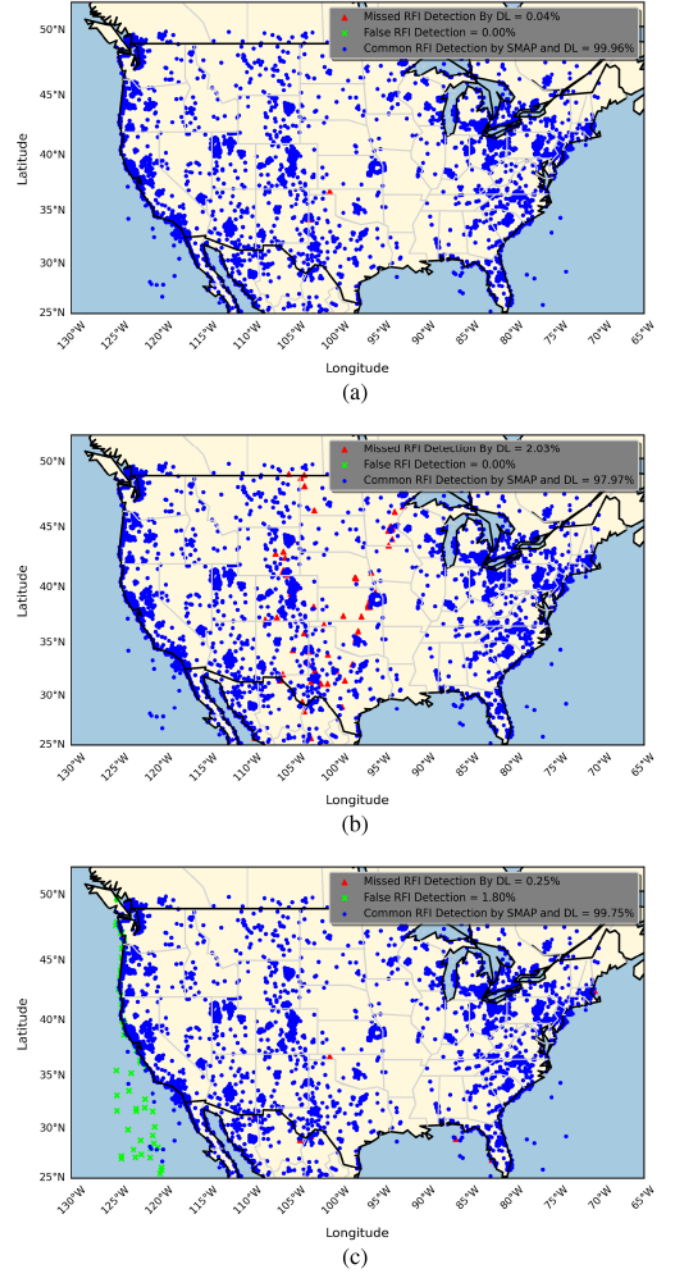 Missed RFI Detection By DL = 0.04%
False RFI Detection = 0.00%
Common RFI Detection by SMAP and DL = 99.96%
50°N
45°N
40°N
35°N
30°N
25°N
Latitude
130°W 125°W 120°W 115°W 110°W 105°W 100°W 95°W 90°W 85°W 80°W 75°W 70°W 65°W
Longitude
(a)
Missed RFI Detection By DL = 2.03%
False RFI Detection = 0.00%
Common RFI Detection by SMAP and DL = 97.97%
50°N
45°N
40°N
35°N
30°N
25°N
Latitude
130°W 125°W 120°W 115°W 110°W 105°W 100°W 95°W 90°W 85°W 80°W 75°W 70°W 65°W
Longitude
(b)
Missed RFI Detection By DL = 0.25%
False RFI Detection = 1.80%
Common RFI Detection by SMAP and DL = 99.75%
50°N
45°N
40°N
35°N
30°N
25°N
Latitude
130°W 125°W 120°W 115°W 110°W 105°W 100°W 95°W 90°W 85°W 80°W 75°W 70°W 65°W
Longitude
(c)